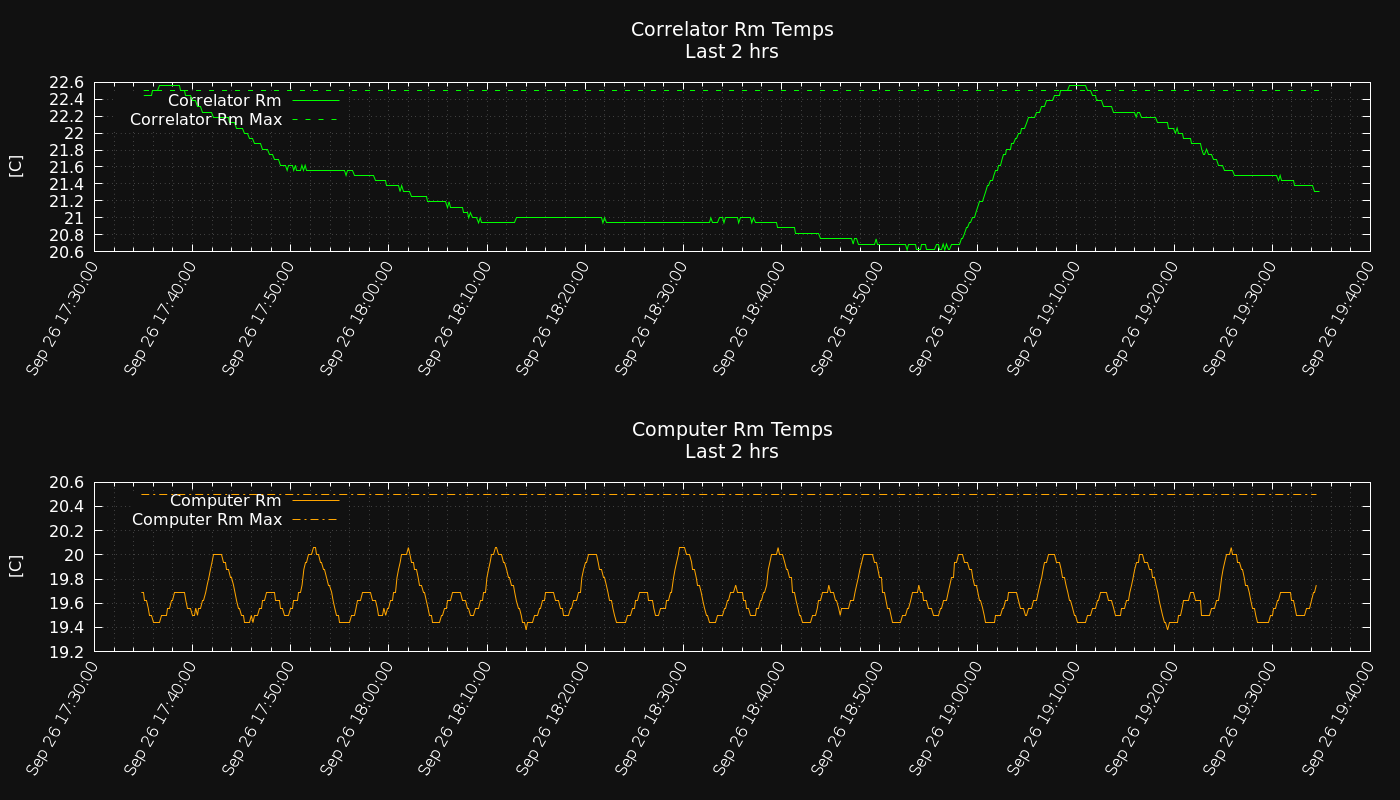 Correlator Rm Temps
Last 2 hrs
22.6
22.4
22.2
22
21.8
21.6
21.4
21.2
21
20.8
20.6
[C]
Correlator Rm
Correlator Rm Max
Sep 26 17:30:00
Sep 26 17:40:00
Sep 26 17:50:00
Sep 26 18:00:00
Sep 26 18:10:00
Sep 26 18:20:00
Sep 26 18:30:00
Sep 26 18:40:00
Sep 26 18:50:00
Sep 26 19:00:00
Sep 26 19:10:00
Sep 26 19:20:00
Sep 26 19:30:00
Sep 26 19:40:00
Computer Rm Temps
Last 2 hrs
20.6
20.4
20.2
20
19.8
19.6
19.4
19.2
[C]
Computer Rm
Computer Rm Max
Sep 26 17:30:00
Sep 26 17:40:00
Sep 26 17:50:00
Sep 26 18:00:00
Sep 26 18:10:00
Sep 26 18:20:00
Sep 26 18:30:00
Sep 26 18:40:00
Sep 26 18:50:00
Sep 26 19:00:00
Sep 26 19:10:00
Sep 26 19:20:00
Sep 26 19:30:00
Sep 26 19:40:00